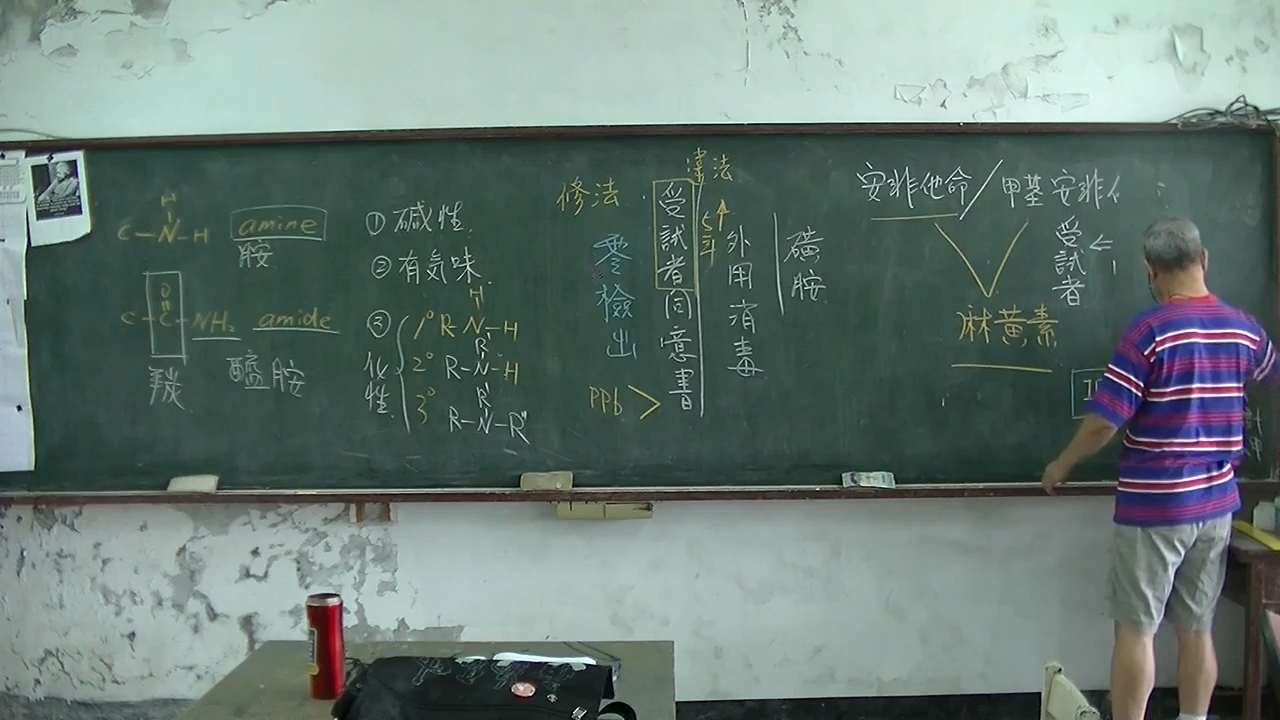 H
C-N-H amine
胺
O
C-C-NH₂ amide
羰 醯胺
①碱性
②有気味
③化性
H
1° R-N-H
R'
2° R-N-H
R'
3° R-N-R"
修法
零檢出
PPb >
違法
受試者同意書
5年
外用消毒
磺胺
安非他命/甲基安非
受試者
麻黃素